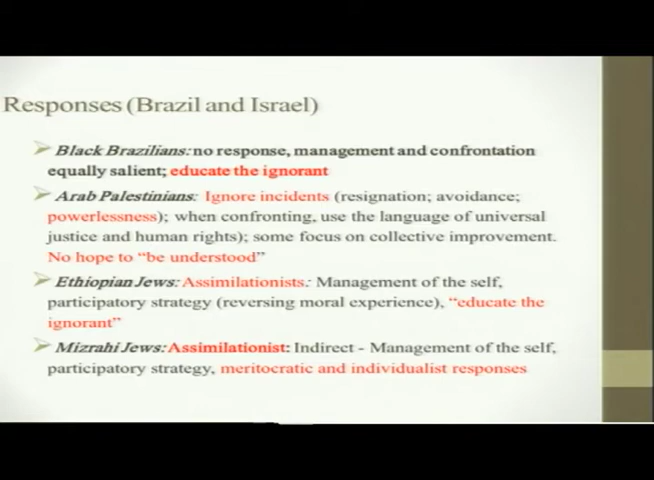 Responses (Brazil and Israel)
Black Brazilians: no response, management and confrontation
equally salient; educate the ignorant
Arab Palestinians: Ignore incidents (resignation; avoidance;
powerlessness); when confronting, use the language of universal
justice and human rights); some focus on collective improvement.
No hope to “be understood”
Ethiopian Jews: Assimilationists.: Management of the self,
participatory strategy (reversing moral experience), “educate the
ignorant”
Mizrahi Jews: Assimilationist: Indirect - Management of the self,
participatory strategy, meritocratic and individualist responses